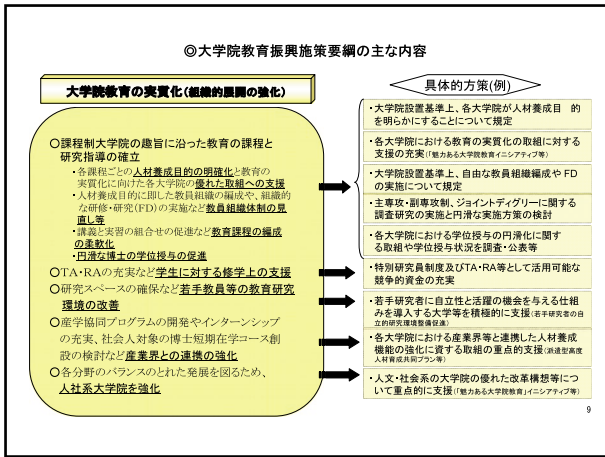 ◎大学院教育振興施策要綱の主な内容
大学院教育の実質化（組織的展開の強化）
○課程制大学院の趣旨に沿った教育の課程と
研究指導の確立
・各課程ごとの人材養成目的の明確化と教育の
実質化に向けた各大学院の優れた取組への支援
・人材養成目的に即した教員組織の編成や、組織的
な研修・研究（FD）の実施など教員組織体制の見
直し等
・講義と実習の組合せの促進など教育課程の編成
の柔軟化
・円滑な博士の学位授与の促進
○TA・RAの充実など学生に対する修学上の支援
○研究スペースの確保など若手教員等の教育研究
環境の改善
○産学協同プログラムの開発やインターンシップ
の充実、社会人対象の博士短期在学コース創
設の検討など産業界との連携の強化
○各分野のバランスのとれた発展を図るため、
人社系大学院を強化
具体的方策（例）
・大学院設置基準上、各大学院が人材養成目　的
を明らかにすることについて規定
・各大学院における教育の実質化の取組に対する
支援の充実（「魅力ある大学院教育イニシアティブ等）
・大学院設置基準上、自由な教員組織編成や FD
の実施について規定
・主専攻・副専攻制、ジョイントディグリーに関する
調査研究の実施と円滑な実施方策の検討
・各大学院における学位授与の円滑化に関
する取組や学位授与状況を調査・公表等
・特別研究員制度及びTA・RA等として活用可能な
競争的資金の充実
・若手研究者に自立性と活躍の機会を与える仕組
みを導入する大学等を積極的に支援（若手研究者の自
立的研究環境整備促進）
・各大学院における産業界等と連携した人材養成
機能の強化に資する取組の重点的支援（派遣型高度
人材育成共同プラン等）
・人文・社会系の大学院の優れた改革構想等につ
いて重点的に支援（「魅力ある大学院教育」イニシアティブ等）
9